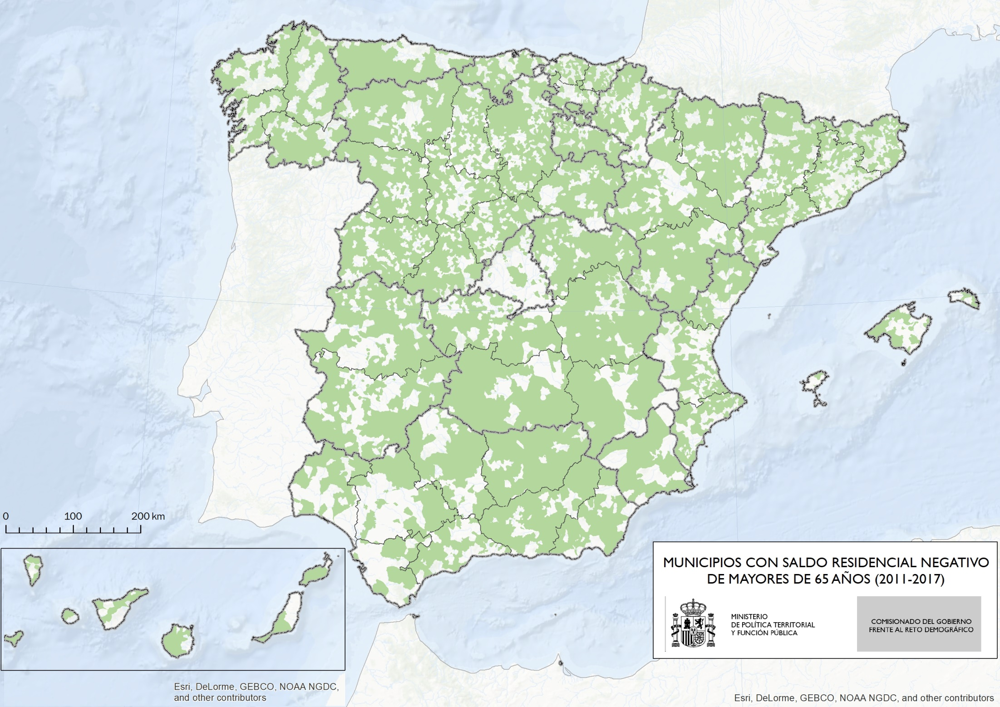 0 100 200 km
MUNICIPIOS CON SALDO RESIDENCIAL NEGATIVO
DE MAYORES DE 65 AÑOS (2011-2017)
MINISTERIO
DE POLÍTICA TERRITORIAL
Y FUNCIÓN PÚBLICA
COMISIONADO DEL GOBIERNO
FRENTE AL RETO DEMOGRÁFICO
Esri, DeLorme, GEBCO, NOAA NGDC,
and other contributors
Esri, DeLorme, GEBCO, NOAA NGDC, and other contributors